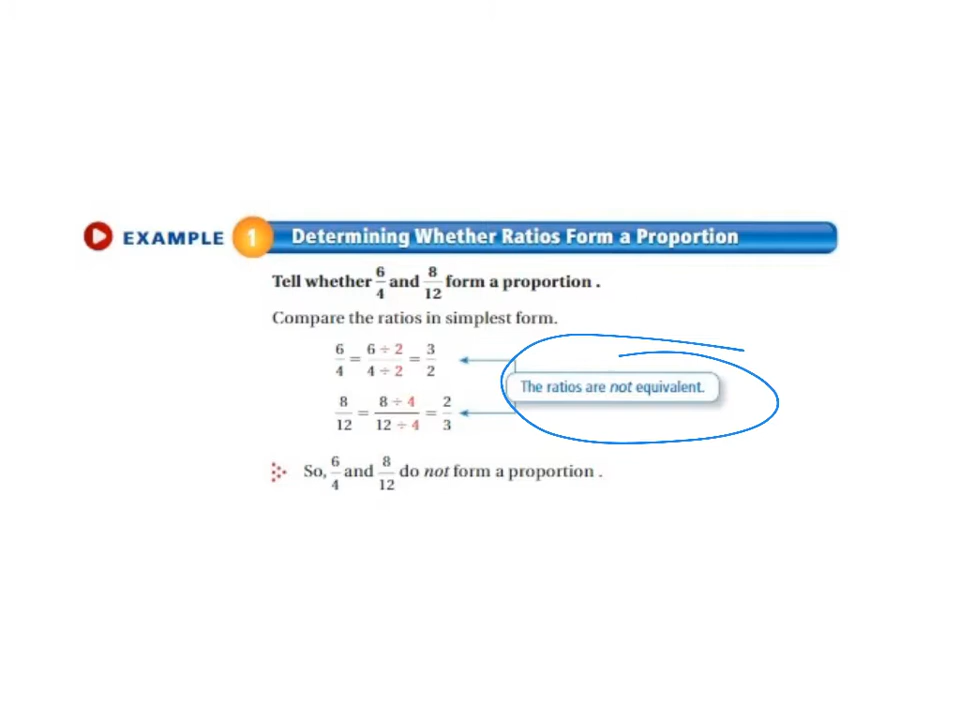 EXAMPLE 1 Determining Whether Ratios Form a Proportion
Tell whether 6/4 and 8/12 form a proportion .
Compare the ratios in simplest form.
6/4 = 6 ÷ 2/4 ÷ 2 = 3/2
The ratios are not equivalent.
8/12 = 8 ÷ 4/12 ÷ 4 = 2/3
So, 6/4 and 8/12 do not form a proportion .